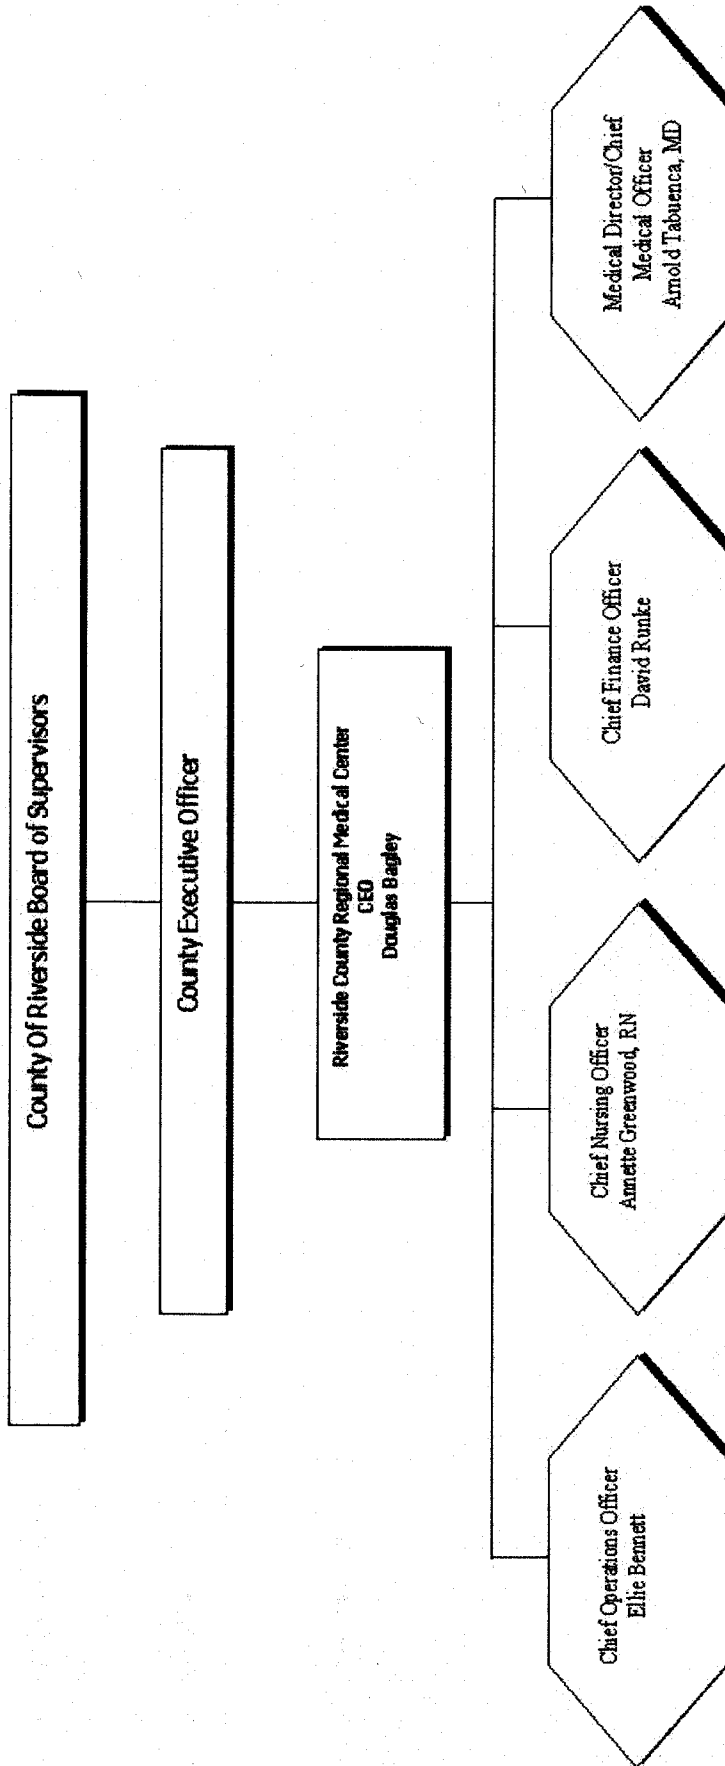 County Of Riverside Board of Supervisors
County Executive Officer
Riverside County Regional Medical Center
CEO
Douglas Bagley
Chief Operations Officer
Ellie Bennett
Chief Nursing Officer
Annette Greenwood, RN
Chief Finance Officer
David Runke
Medical Director/Chief
Medical Officer
Arnold Tabuenca, MD